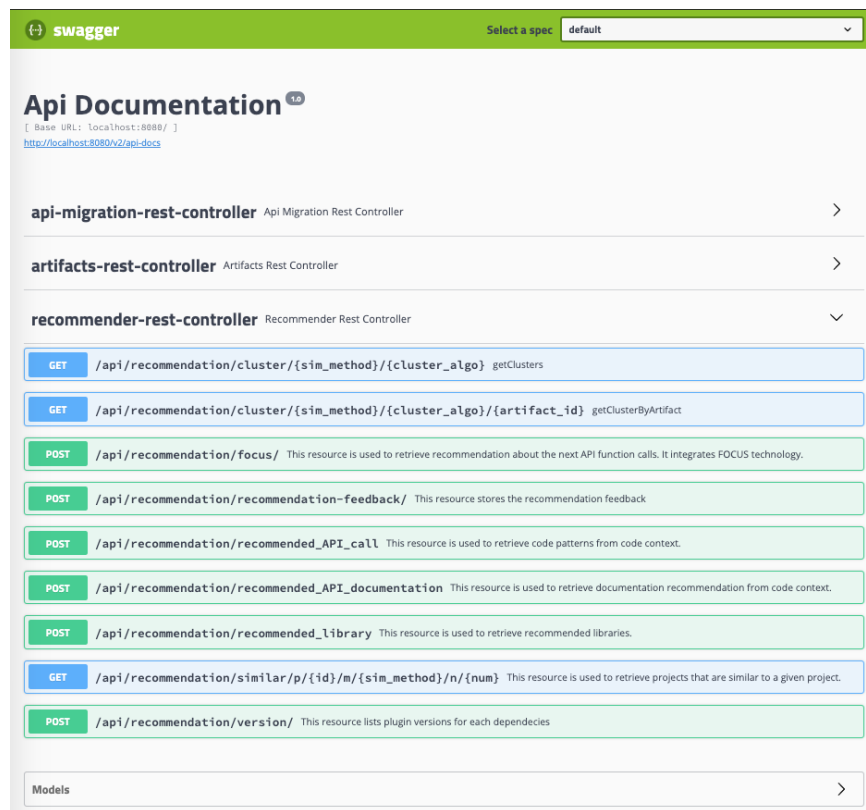 {··} swagger Select a spec default
Api Documentation 1.0
[ Base URL: localhost:8080/ ]
http://localhost:8080/v2/api-docs
api-migration-rest-controller Api Migration Rest Controller
artifacts-rest-controller Artifacts Rest Controller
recommender-rest-controller Recommender Rest Controller
GET /api/recommendation/cluster/{sim_method}/{cluster_algo} getClusters
GET /api/recommendation/cluster/{sim_method}/{cluster_algo}/{artifact_id} getClusterByArtifact
POST /api/recommendation/focus/ This resource is used to retrieve recommendation about the next API function calls. It integrates FOCUS technology.
POST /api/recommendation/recommendation-feedback/ This resource stores the recommendation feedback
POST /api/recommendation/recommended_API_call This resource is used to retrieve code patterns from code context.
POST /api/recommendation/recommended_API_documentation This resource is used to retrieve documentation recommendation from code context.
POST /api/recommendation/recommended_library This resource is used to retrieve recommended libraries.
GET /api/recommendation/similar/p/{id}/m/{sim_method}/n/{num} This resource is used to retrieve projects that are similar to a given project.
POST /api/recommendation/version/ This resource lists plugin versions for each dependecies
Models